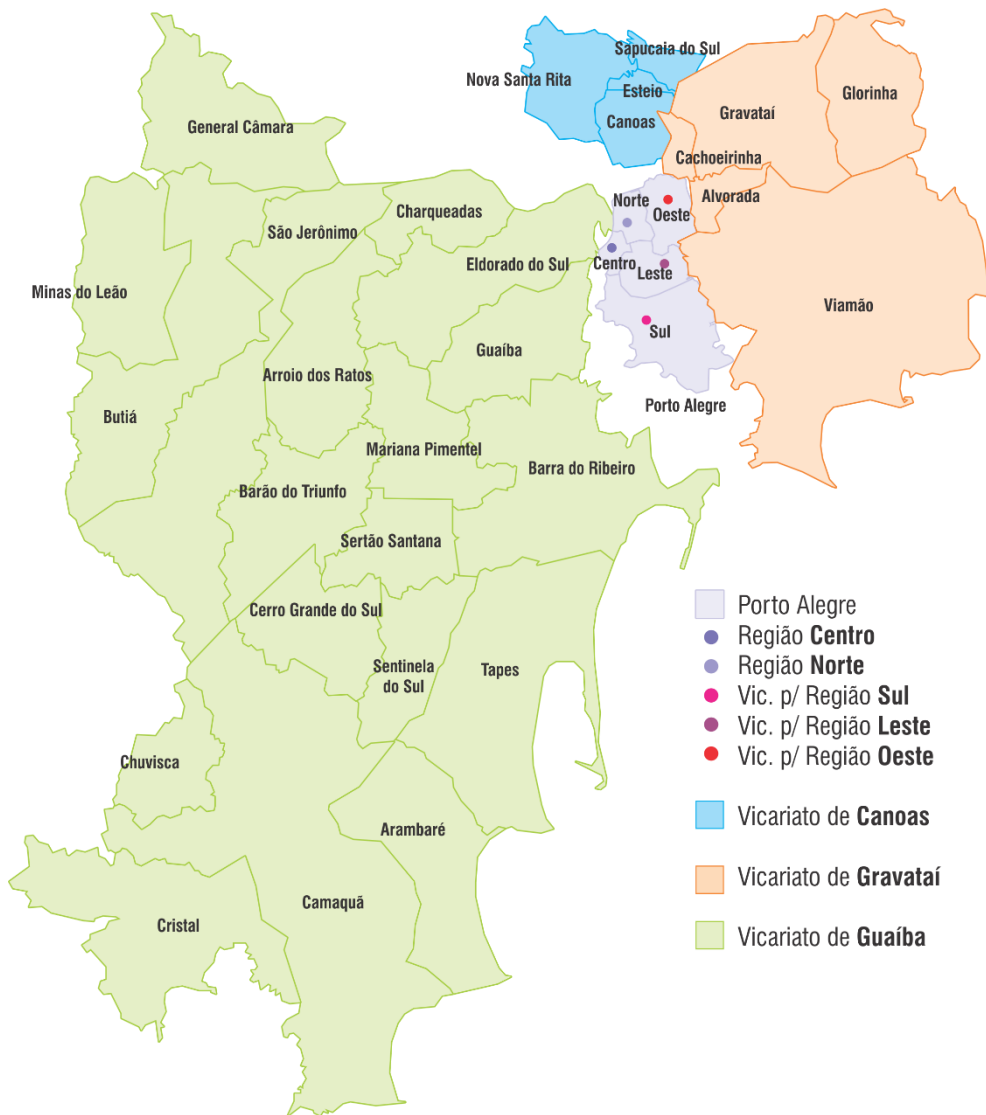 Sapucaia do Sul
Nova Santa Rita
Esteio
Canoas
Glorinha
Gravataí
General Câmara
Cachoeirinha
Alvorada
Norte
Oeste
Charqueadas
São Jerônimo
Eldorado do Sul
Centro
Leste
Minas do Leão
Viamão
Sul
Guaíba
Arroio dos Ratos
Porto Alegre
Butiá
Mariana Pimentel
Barra do Ribeiro
Barão do Triunfo
Sertão Santana
Cerro Grande do Sul
Sentinela
do Sul
Tapes
Chuvisca
Arambaré
Camaquã
Cristal
Porto Alegre
Região Centro
Região Norte
Vic. p/ Região Sul
Vic. p/ Região Leste
Vic. p/ Região Oeste
Vicariato de Canoas
Vicariato de Gravataí
Vicariato de Guaíba